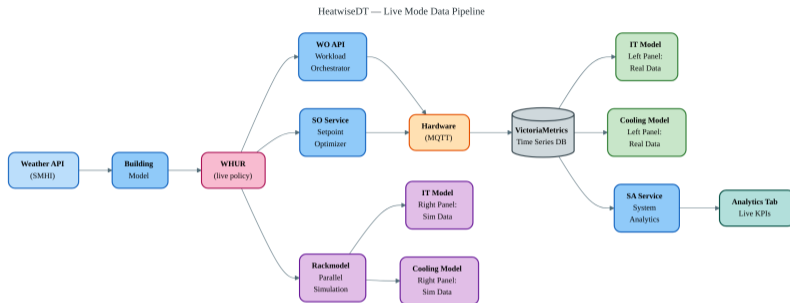 HeatwiseDT — Live Mode Data Pipeline
Weather API
(SMHI)
Building
Model
WHUR
(live policy)
WO API
Workload
Orchestrator
SO Service
Setpoint
Optimizer
Rackmodel
Parallel
Simulation
Hardware
(MQTT)
IT Model
Right Panel:
Sim Data
Cooling Model
Right Panel:
Sim Data
VictoriaMetrics
Time Series DB
IT Model
Left Panel:
Real Data
Cooling Model
Left Panel:
Real Data
SA Service
System
Analytics
Analytics Tab
Live KPIs